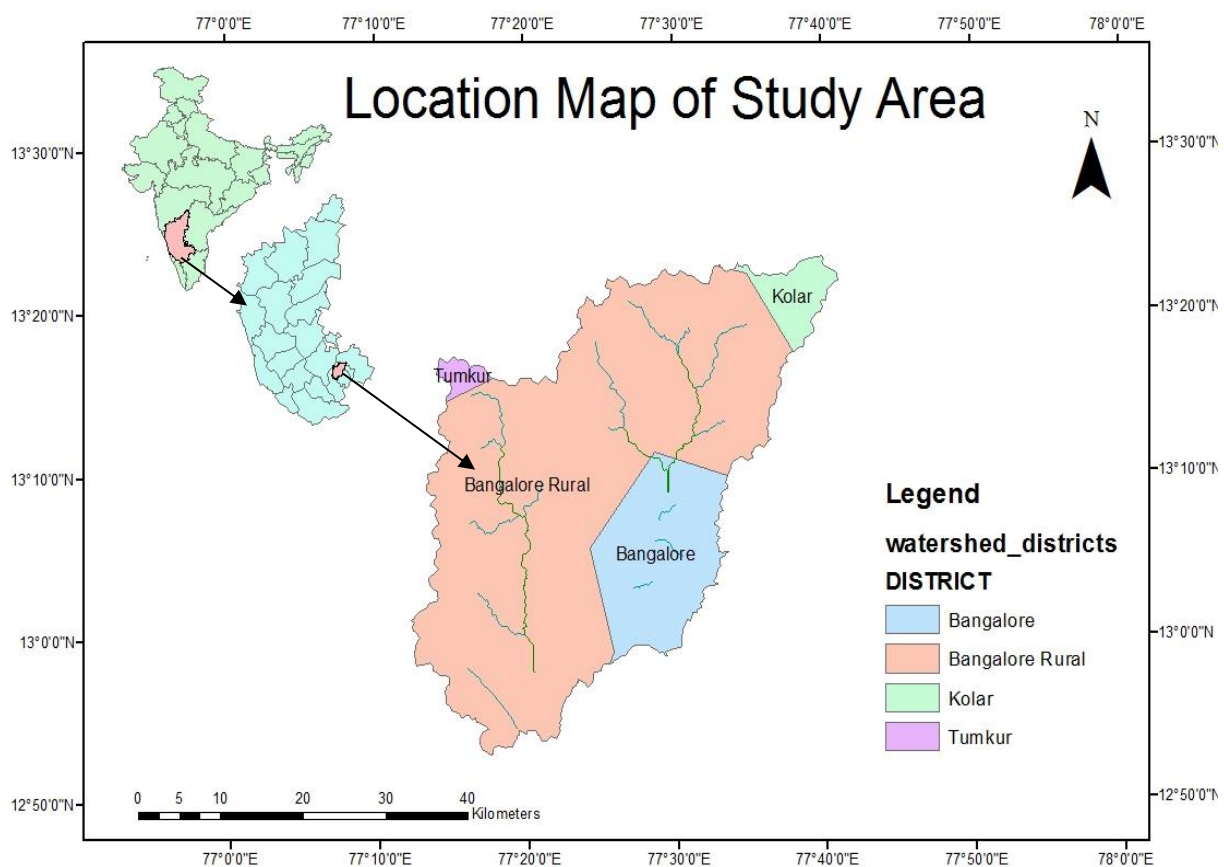 77°0'0"E 77°10'0"E 77°20'0"E 77°30'0"E 77°40'0"E 77°50'0"E 78°0'0"E
Location Map of Study Area
N
13°30'0"N 13°30'0"N
13°20'0"N 13°20'0"N
Kolar
Tumkur
13°10'0"N 13°10'0"N
Bangalore Rural
Bangalore
Legend
watershed_districts
DISTRICT
Bangalore
Bangalore Rural
Kolar
Tumkur
13°0'0"N 13°0'0"N
12°50'0"N 12°50'0"N
0 5 10 20 30 40
Kilometers
77°0'0"E 77°10'0"E 77°20'0"E 77°30'0"E 77°40'0"E 77°50'0"E 78°0'0"E